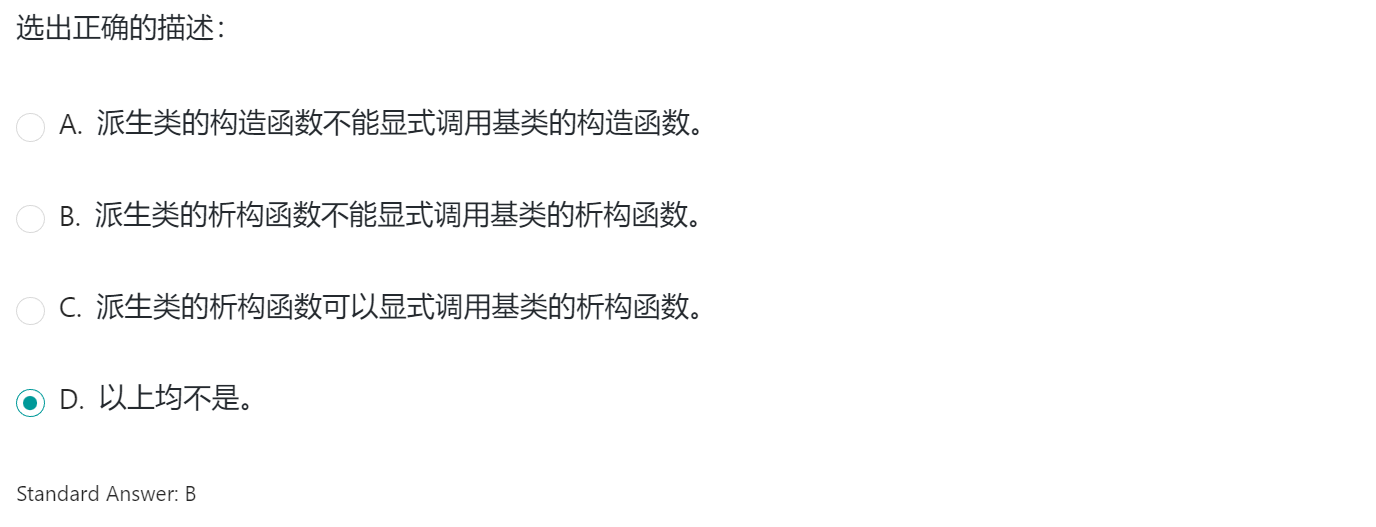 选出正确的描述：
A. 派生类的构造函数不能显式调用基类的构造函数。
B. 派生类的析构函数不能显式调用基类的析构函数。
C. 派生类的析构函数可以显式调用基类的析构函数。
D. 以上均不是。
Standard Answer: B